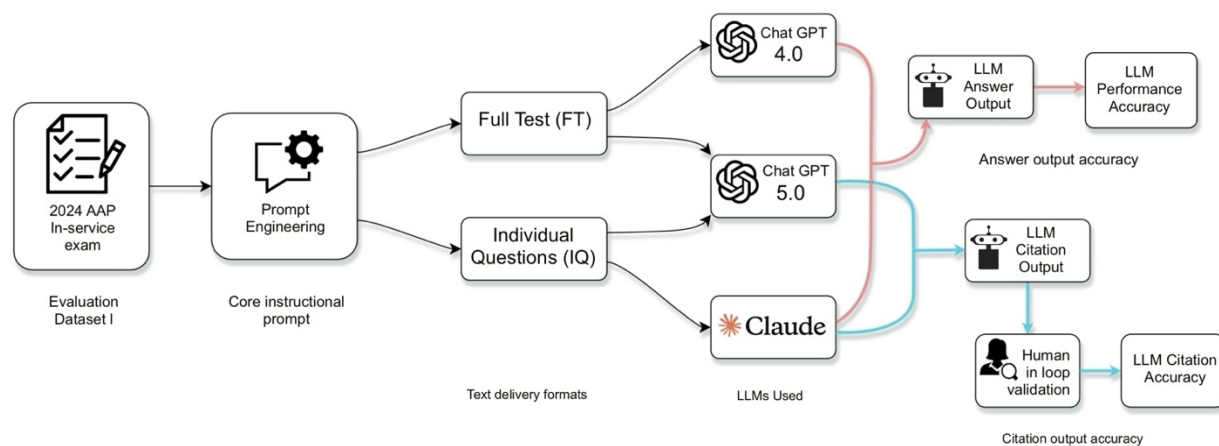 2024 AAP
In-service
exam
Evaluation
Dataset I
Prompt
Engineering
Core instructional
prompt
Full Test (FT)
Individual
Questions (IQ)
Text delivery formats
Chat GPT
4.0
Chat GPT
5.0
Claude
LLMs Used
LLM
Answer
Output
LLM
Performance
Accuracy
Answer output accuracy
LLM
Citation
Output
Human
in loop
validation
LLM Citation
Accuracy
Citation output accuracy